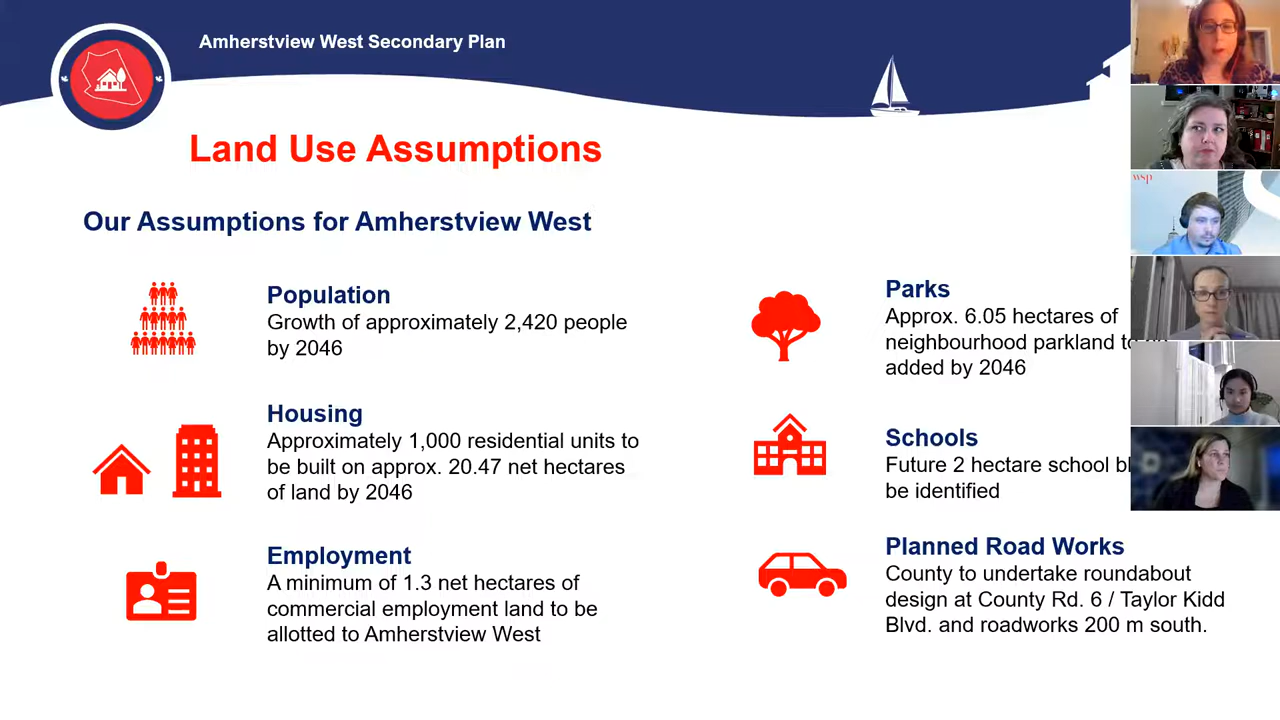 Amherstview West Secondary Plan
Land Use Assumptions
Our Assumptions for Amherstview West
Population
Growth of approximately 2,420 people
by 2046
Housing
Approximately 1,000 residential units to
be built on approx. 20.47 net hectares
of land by 2046
Employment
A minimum of 1.3 net hectares of
commercial employment land to be
allotted to Amherstview West
Parks
Approx. 6.05 hectares of
neighbourhood parkland
added by 2046
Schools
Future 2 hectare school
be identified
Planned Road Works
County to undertake roundabout
design at County Rd. 6 / Taylor Kidd
Blvd. and roadworks 200 m south.
wsp